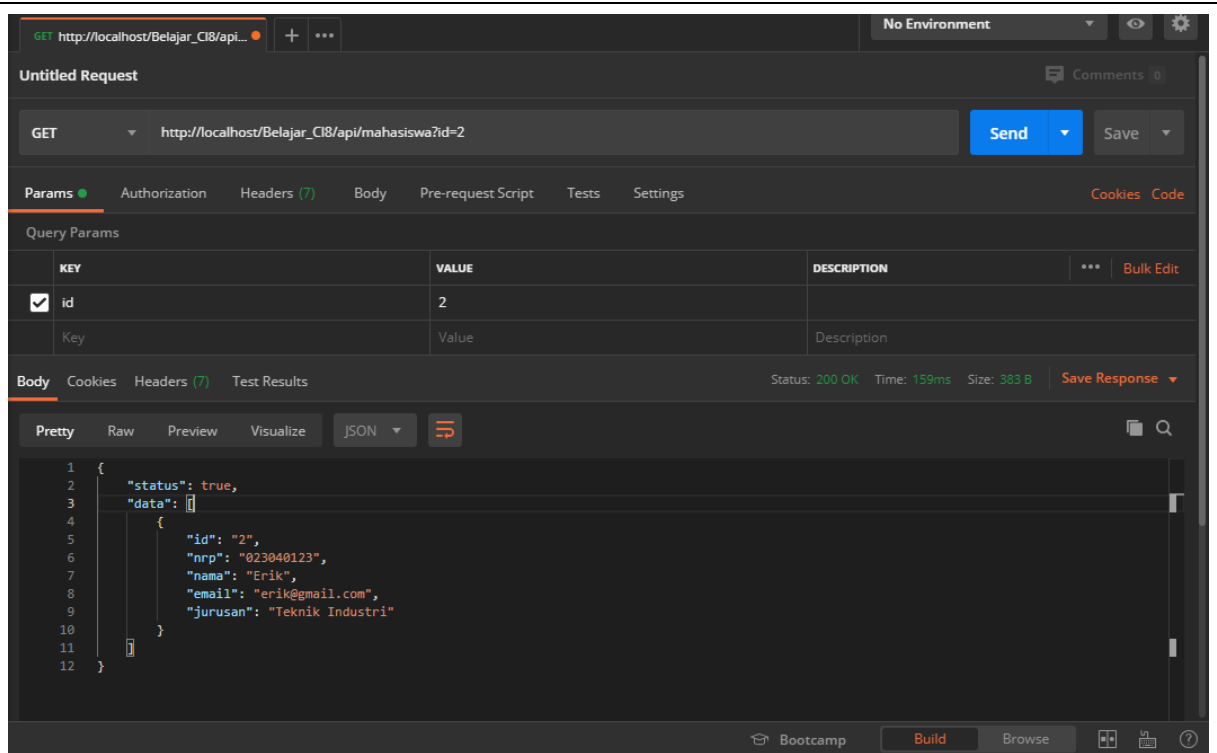 GET http://localhost/Belajar_CI8/api... + ••• No Environment
Untitled Request Comments 0
GET http://localhost/Belajar_CI8/api/mahasiswa?id=2 Send Save
Params Authorization Headers (7) Body Pre-request Script Tests Settings Cookies Code
Query Params
KEY VALUE DESCRIPTION ••• Bulk Edit
id 2
Key Value Description
Body Cookies Headers (7) Test Results Status: 200 OK Time: 159ms Size: 383 B Save Response
Pretty Raw Preview Visualize JSON
1 {
2 "status": true,
3 "data": [
4 {
5 "id": "2",
6 "nrp": "023040123",
7 "nama": "Erik",
8 "email": "erik@gmail.com",
9 "jurusan": "Teknik Industri"
10 }
11 ]
12 }
Bootcamp Build Browse ?